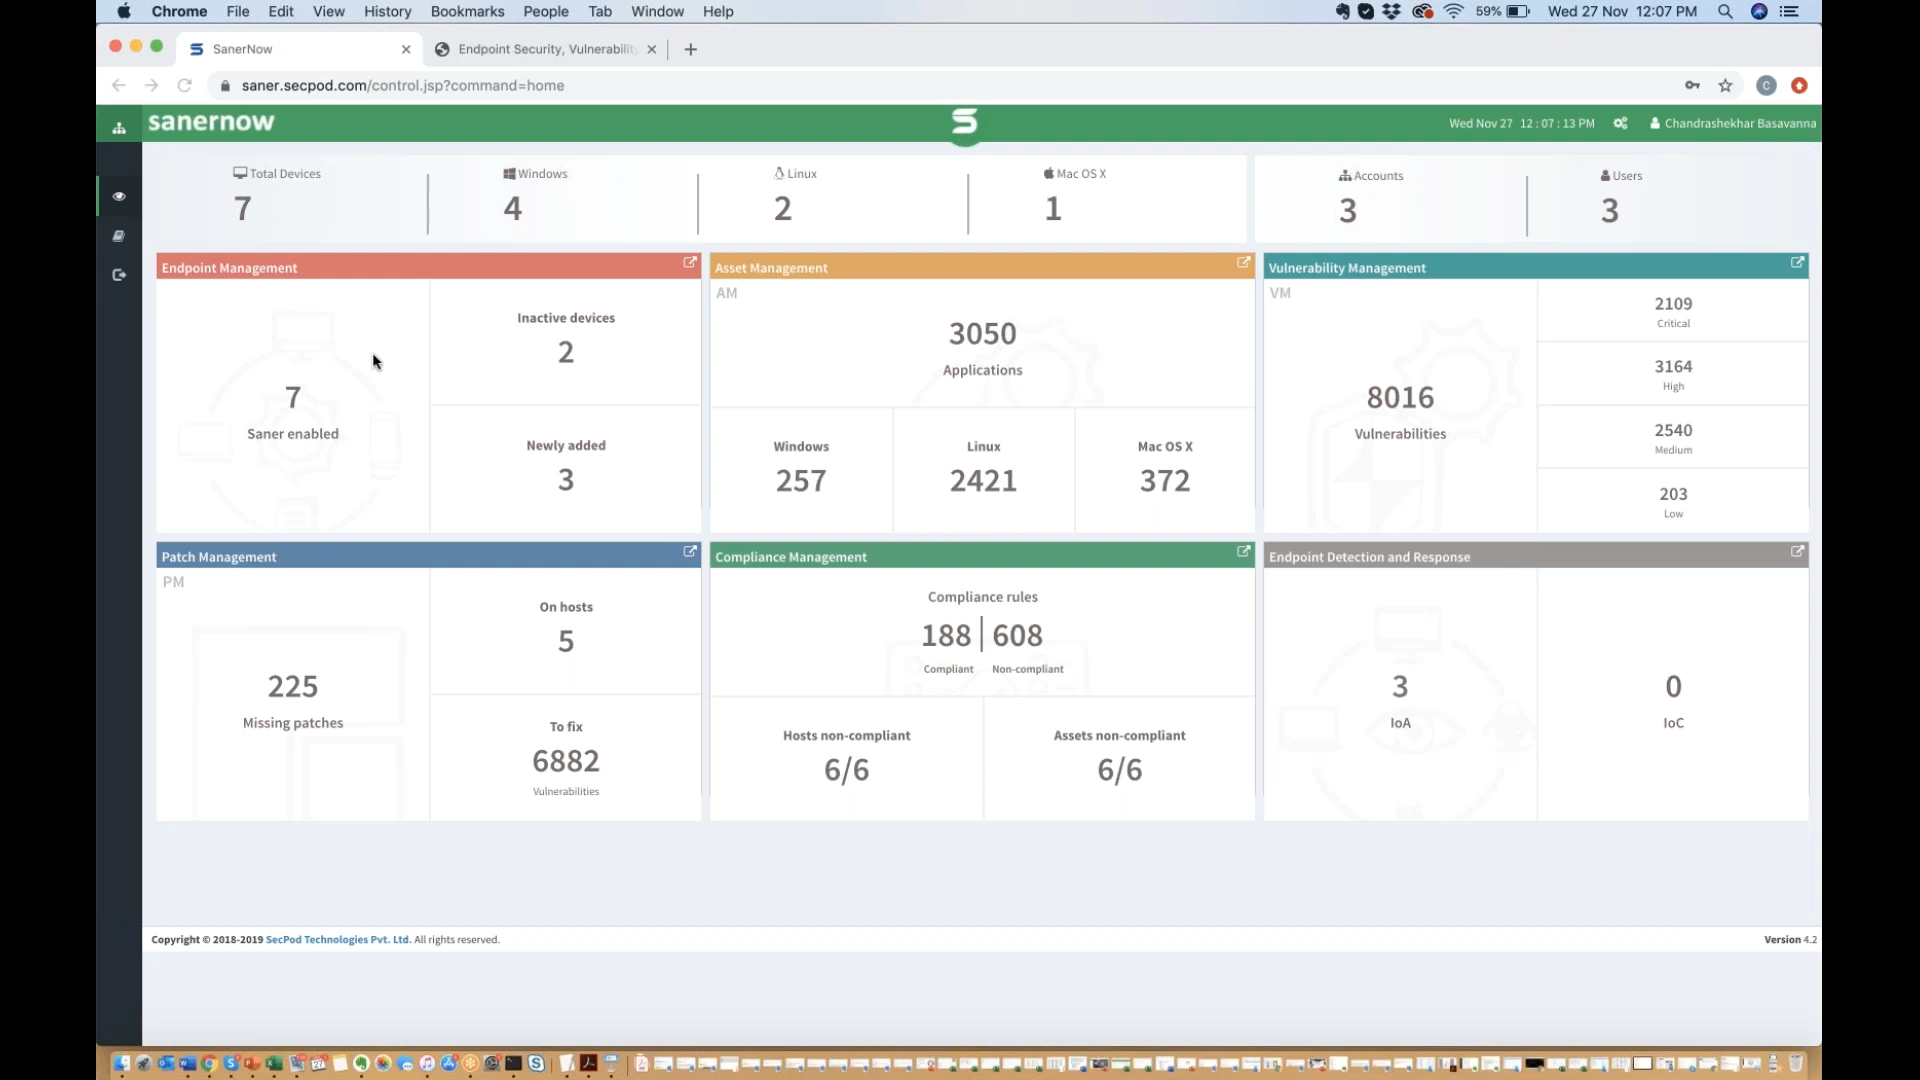 Chrome File Edit View History Bookmarks People Tab Window Help 59% Wed 27 Nov 12:07 PM
SanerNow Endpoint Security, Vulnerabilit
saner.secpod.com/control.jsp?command=home C
sanernow Wed Nov 27 12 : 07 : 13 PM Chandrashekhar Basavanna
Total Devices Windows Linux Mac OS X Accounts Users
7 4 2 1 3 3
Endpoint Management
7
Saner enabled
Inactive devices
2
Newly added
3
Asset Management
AM
3050
Applications
Windows Linux Mac OS X
257 2421 372
Vulnerability Management
VM
8016
Vulnerabilities
2109
Critical
3164
High
2540
Medium
203
Low
Patch Management
PM
225
Missing patches
On hosts
5
To fix
6882
Vulnerabilities
Compliance Management
Compliance rules
188 | 608
Compliant Non-compliant
Hosts non-compliant Assets non-compliant
6/6 6/6
Endpoint Detection and Response
3 0
IoA IoC
Copyright © 2018-2019 SecPod Technologies Pvt. Ltd. All rights reserved. Version 4.2